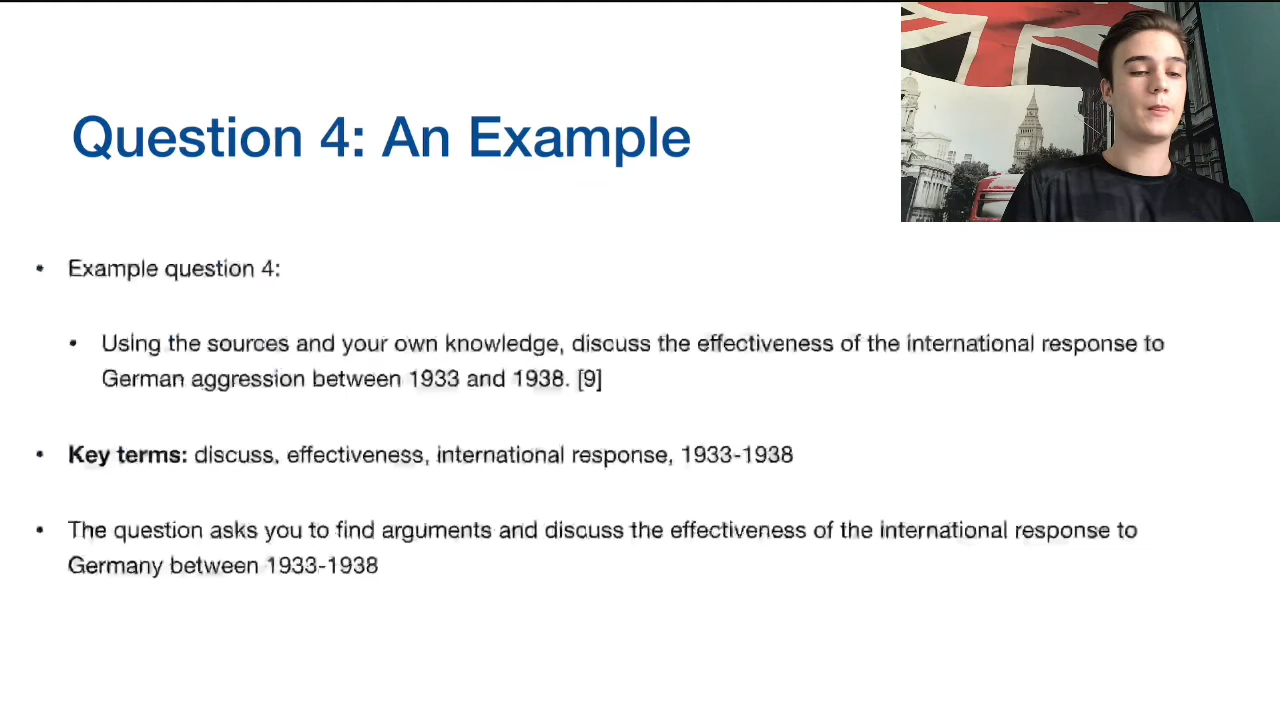 Question 4: An Example
• Example question 4:
• Using the sources and your own knowledge, discuss the effectiveness of the international response to
German aggression between 1933 and 1938. [9]
• Key terms: discuss, effectiveness, international response, 1933-1938
• The question asks you to find arguments and discuss the effectiveness of the international response to
Germany between 1933-1938